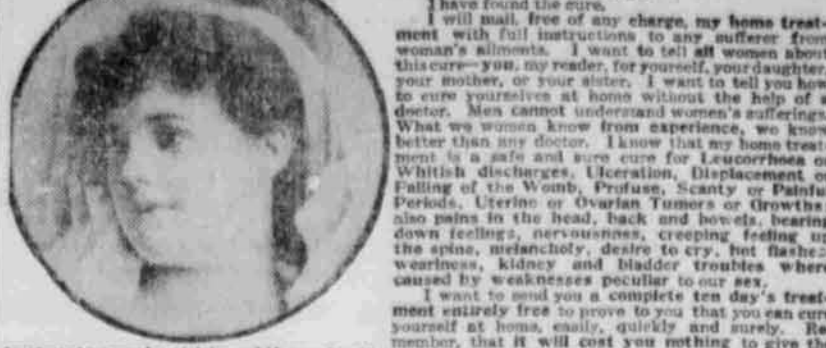 I have found the cure.
I will mail, free of any charge, my home treat-
ment with full instructions to any sufferer from
woman's ailments. I want to tell all women about
this cure—you, my reader, for yourself, your daughter,
your mother, or your sister. I want to tell you how
to cure yourselves at home without the help of a
doctor. Men cannot understand women's sufferings.
What we women know from experience, we know
better than any doctor. I know that my home treat-
ment is a safe and sure cure for Leucorrhoea or
Whitish discharges, Ulceration, Displacement or
Falling of the Womb, Profuse, Scanty or Painful
Periods, Uterine or Ovarian Tumors or Growths,
also pains in the head, back and bowels, bearing
down feelings, nervousness, creeping feeling up
the spine, melancholy, desire to cry, hot flashes,
weariness, kidney and bladder troubles where
caused by weaknesses peculiar to our sex.
I want to send you a complete ten day's treat-
ment entirely free to prove to you that you can cure
yourself at home, easily, quickly and surely. Re-
member, that it will cost you nothing to give the